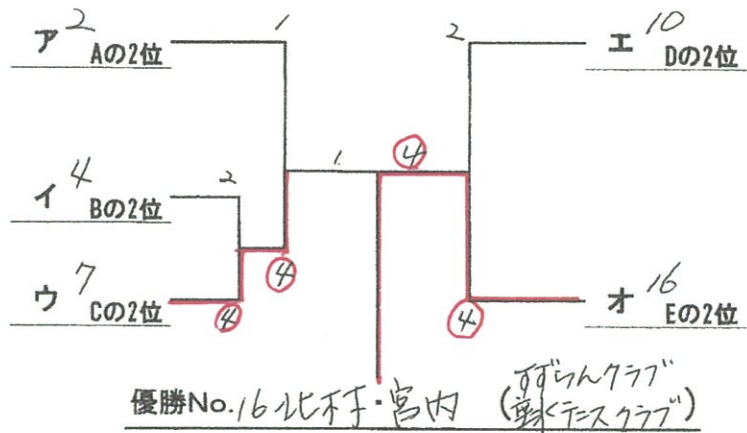 ア 2 Aの2位
1
2
エ 10 Dの2位
1
④
イ 4 Bの2位
2
ウ 7 Cの2位
④
④
④
オ 16 Eの2位
優勝No.16 北村・宮内 (すずらんクラブ
テニスクラブ)